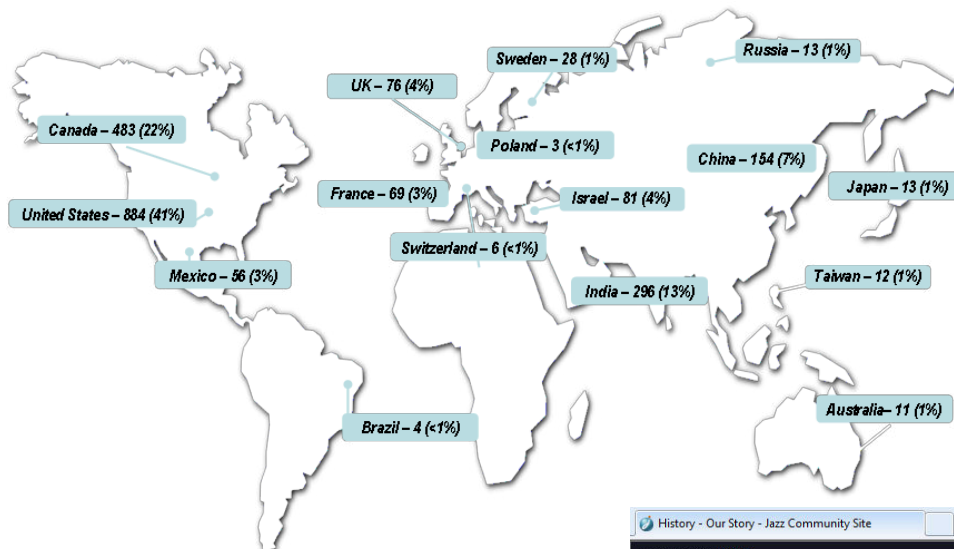 Sweden – 28 (1%)
Russia – 13 (1%)
UK – 76 (4%)
Canada – 483 (22%)
Poland – 3 (<1%)
China – 154 (7%)
France – 69 (3%)
Israel – 81 (4%)
Japan – 13 (1%)
United States – 884 (41%)
Switzerland – 6 (<1%)
Mexico – 56 (3%)
India – 296 (13%)
Taiwan – 12 (1%)
Australia– 11 (1%)
Brazil – 4 (<1%)
History - Our Story - Jazz Community Site